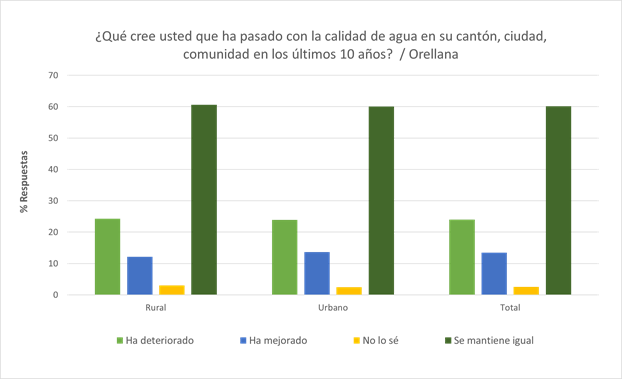 ¿Qué cree usted que ha pasado con la calidad de agua en su cantón, ciudad,
comunidad en los últimos 10 años?  / Orellana
70
60
50
40
30
20
10
0
% Respuestas
Rural
Urbano
Total
Ha deteriorado
Ha mejorado
No lo sé
Se mantiene igual